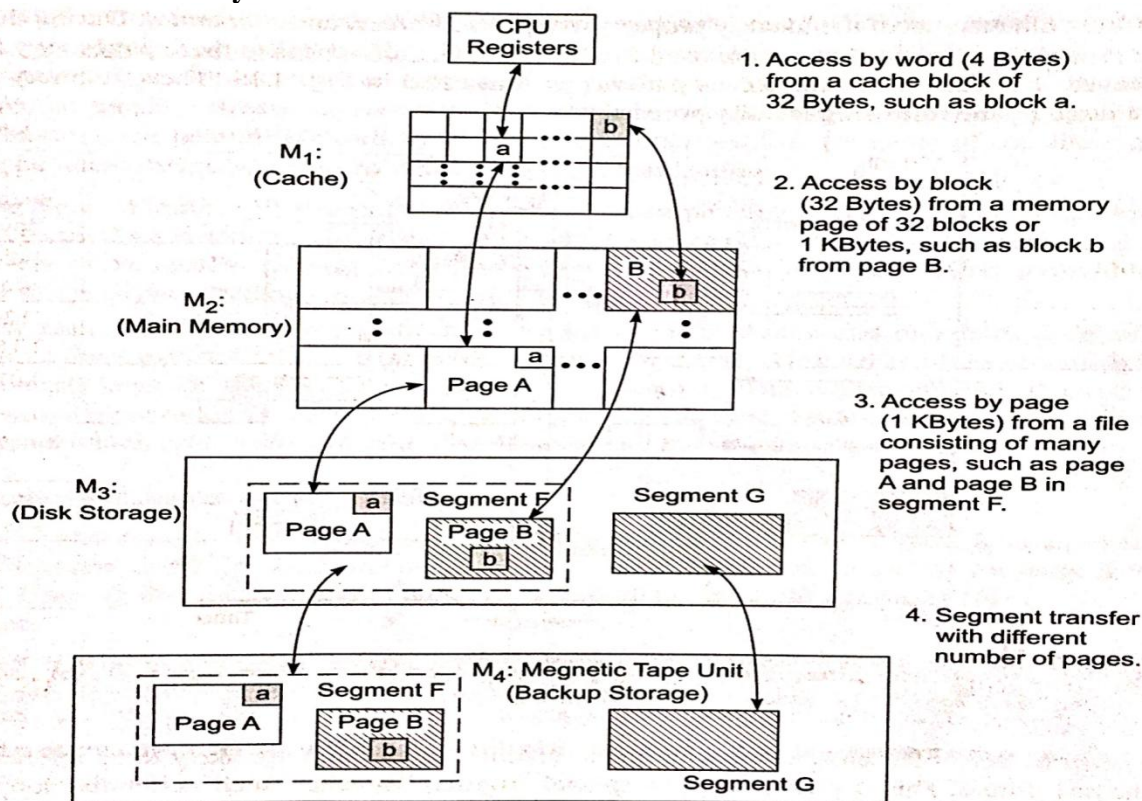 CPU
Registers
1. Access by word (4 Bytes)
from a cache block of
32 Bytes, such as block a.
b
a
M1:
(Cache)
2. Access by block
(32 Bytes) from a memory
page of 32 blocks or
1 KBytes, such as block b
from page B.
B
b
M2:
(Main Memory)
a
Page A
3. Access by page
(1 KBytes) from a file
consisting of many
pages, such as page
A and page B in
segment F.
M3:
(Disk Storage)
a
Page A
Segment F
Page B
b
Segment G
4. Segment transfer
with different
number of pages.
M4: Megnetic Tape Unit
(Backup Storage)
a
Page A
Segment F
Page B
b
Segment G